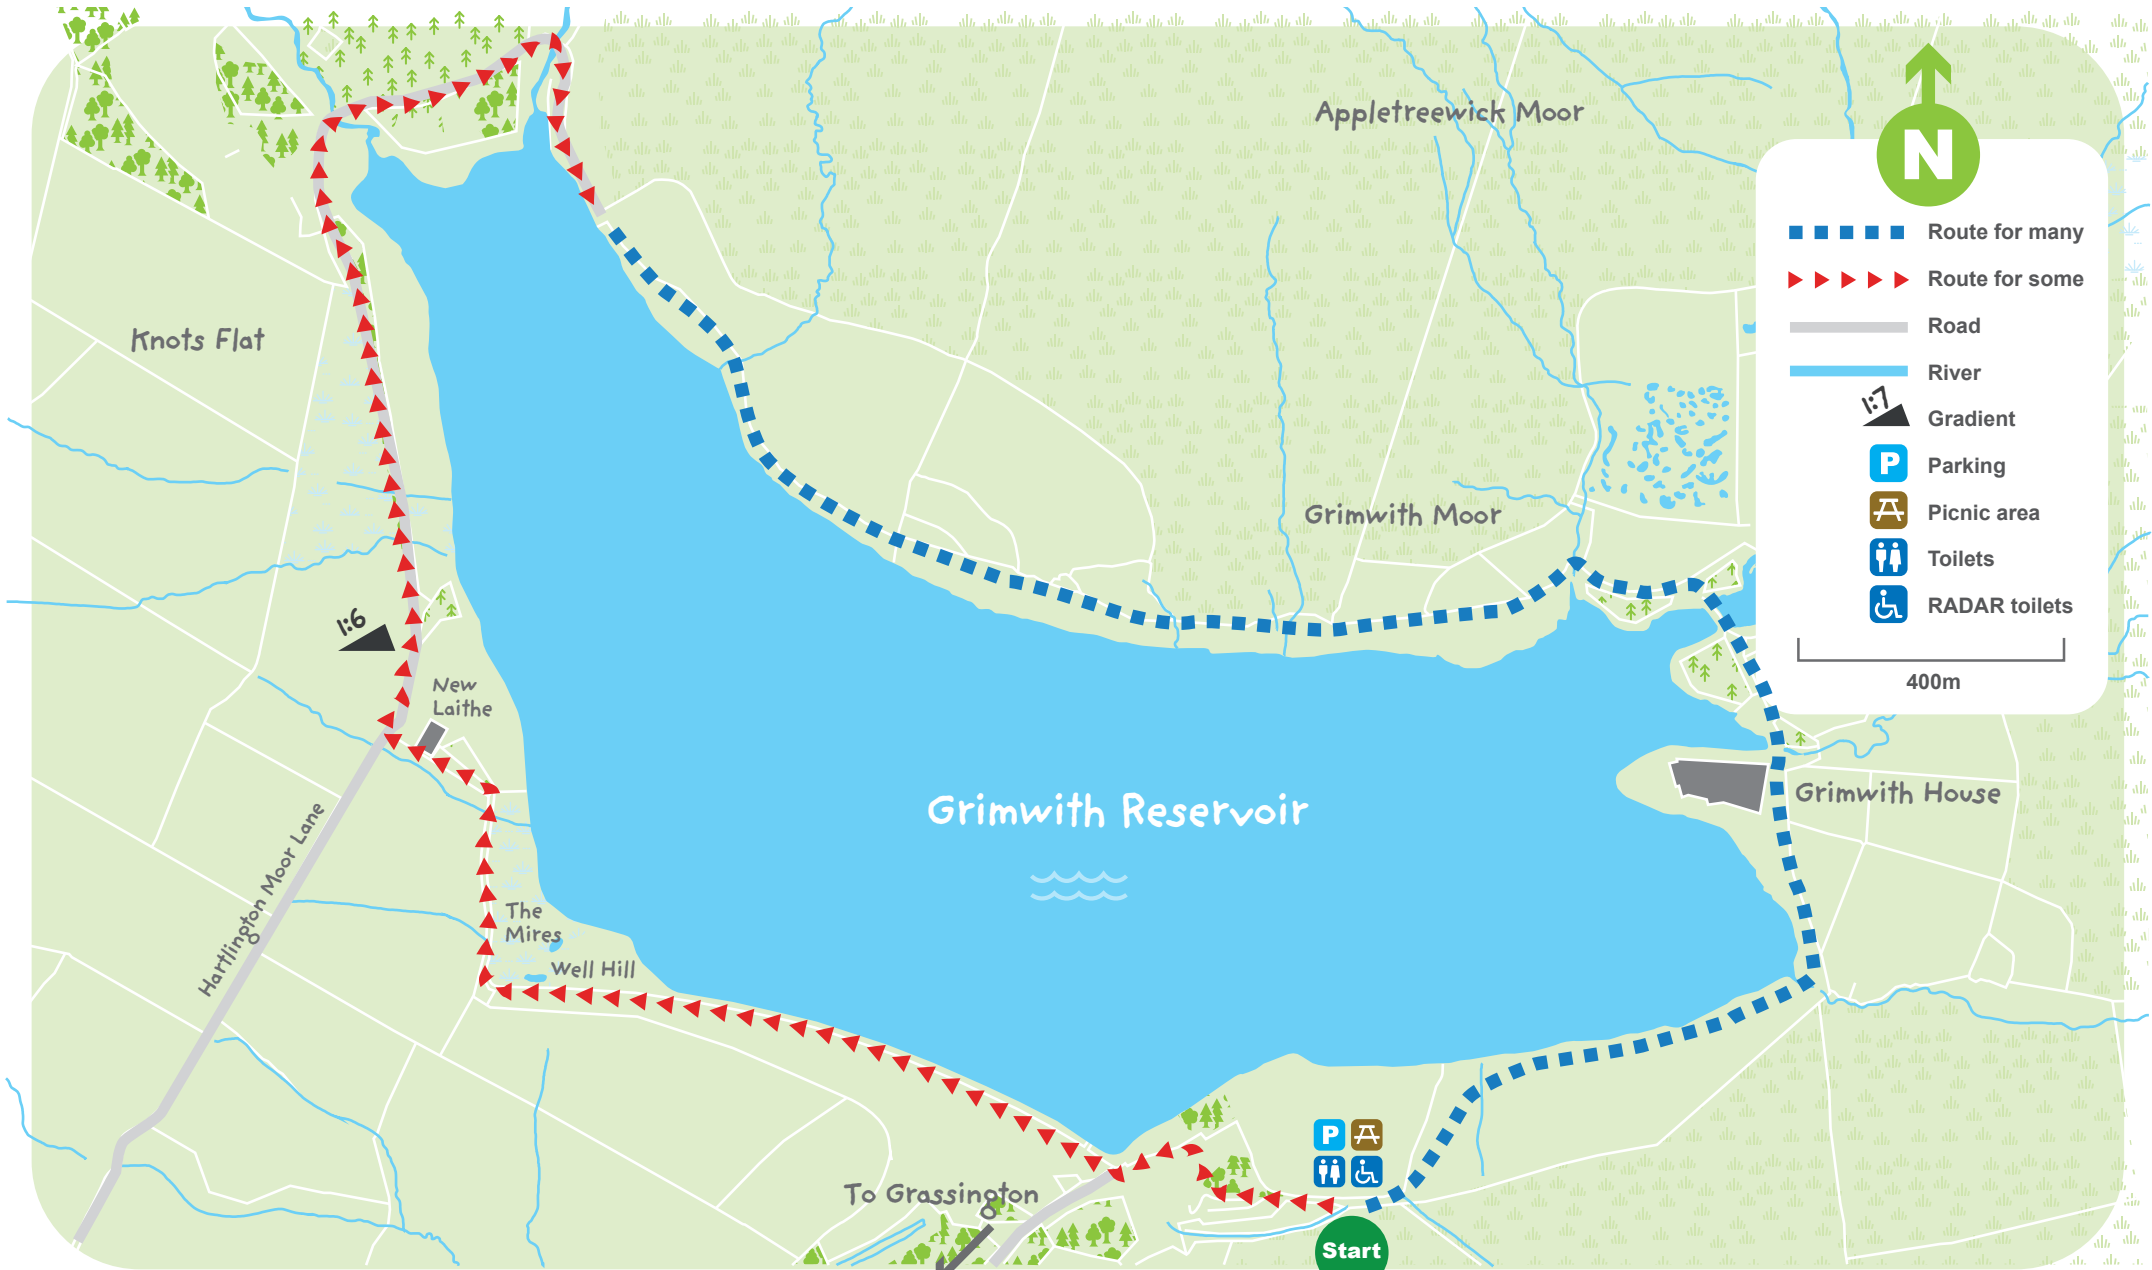 Appletreewick Moor
N
Route for many
Route for some
Road
River
1:7
Gradient
P
Parking
Picnic area
Toilets
RADAR toilets
400m
Knots Flat
Grimwith Moor
1:6
New
Laithe
Grimwith Reservoir
Grimwith House
Hartlington Moor Lane
The
Mires
Well Hill
P
To Grassington
Start